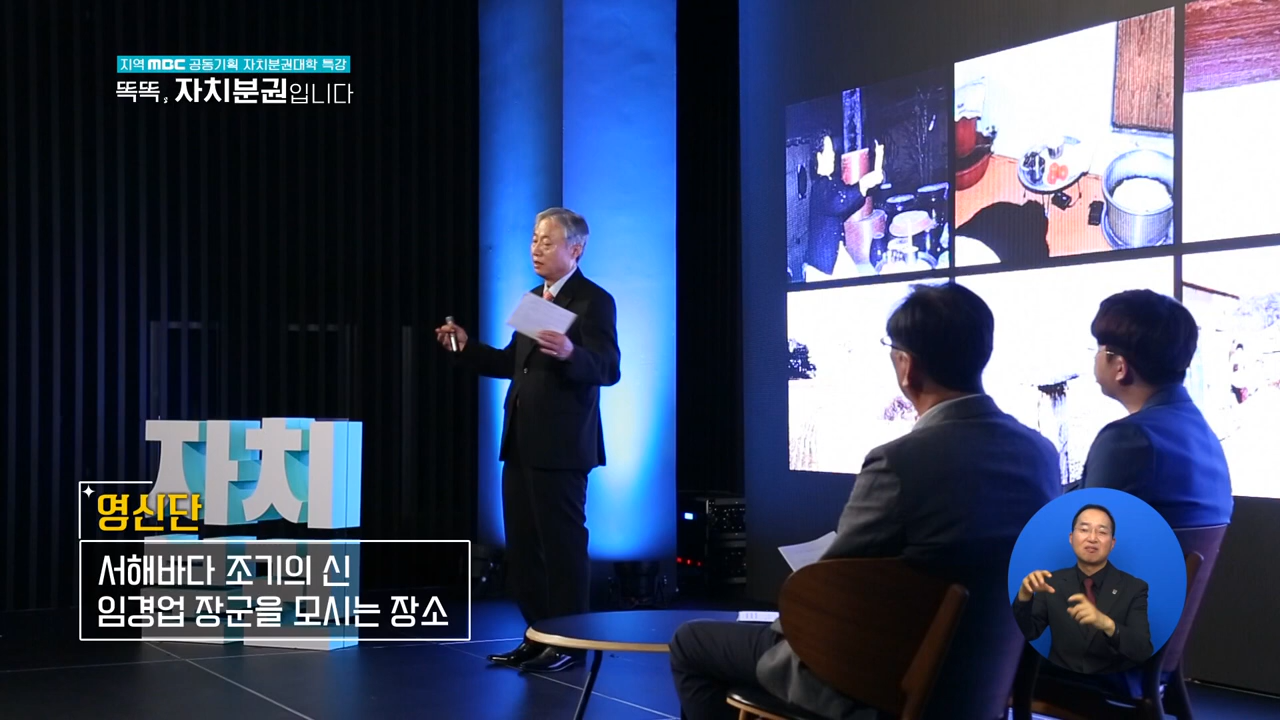 지역 MBC 공동기획 자치분권대학 특강
똑똑, 자치분권입니다
자치
영신단
서해바다 조기의 신
임경업 장군을 모시는 장소